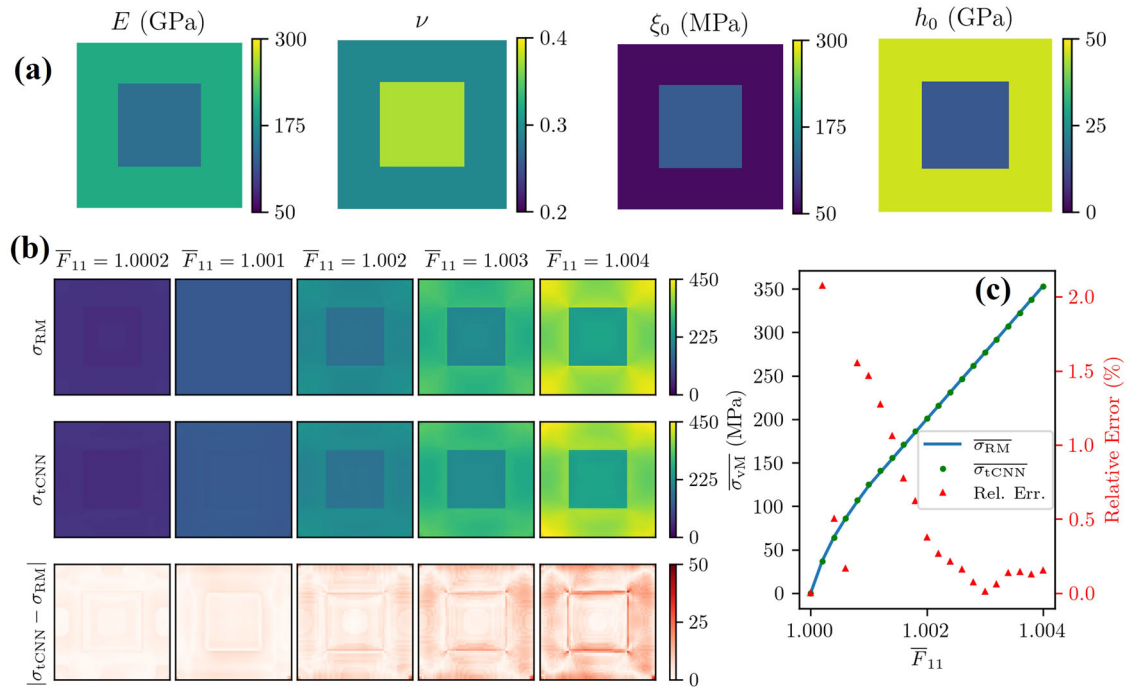 (a)
E (GPa)
300
175
50
ν
0.4
0.3
0.2
ξ₀ (MPa)
300
175
50
h₀ (GPa)
50
25
0
(b)
F̅₁₁ = 1.0002 F̅₁₁ = 1.001 F̅₁₁ = 1.002 F̅₁₁ = 1.003 F̅₁₁ = 1.004
σRM
450
225
0
σtCNN
450
225
0
|σtCNN − σRM|
50
25
0
(c)
σvM (MPa)
350
300
250
200
150
100
50
0
σRM
σtCNN
Rel. Err.
2.0
1.5
1.0
0.5
0.0
Relative Error (%)
1.000 1.002 1.004
F̅₁₁